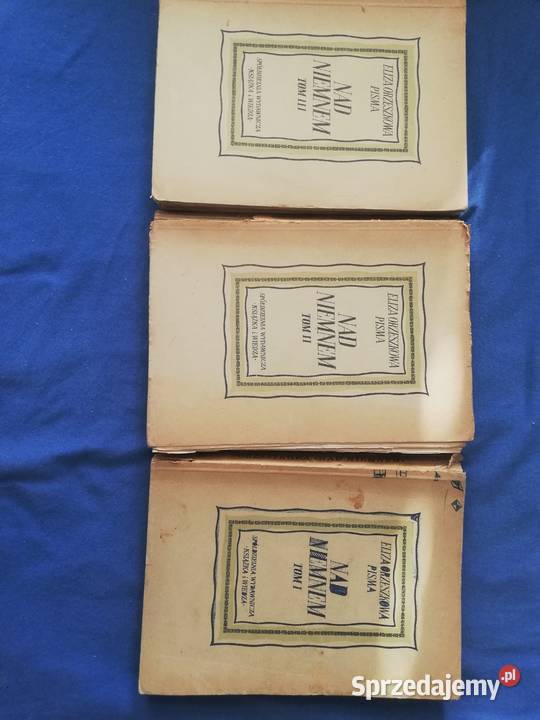 ELIZA ORZESZKOWA
PISMA
NAD
NIEMNEM
TOM III
SPÓŁDZIELNIA WYDAWNICZA
„KSIĄŻKA i WIEDZA”
ELIZA ORZESZKOWA
PISMA
NAD
NIEMNEM
TOM II
SPÓŁDZIELNIA WYDAWNICZA
„KSIĄŻKA i WIEDZA”
ELIZA ORZESZKOWA
PISMA
NAD
NIEMNEM
TOM I
SPÓŁDZIELNIA WYDAWNICZA
„KSIĄŻKA i WIEDZA”
Sprzedajemy.pl